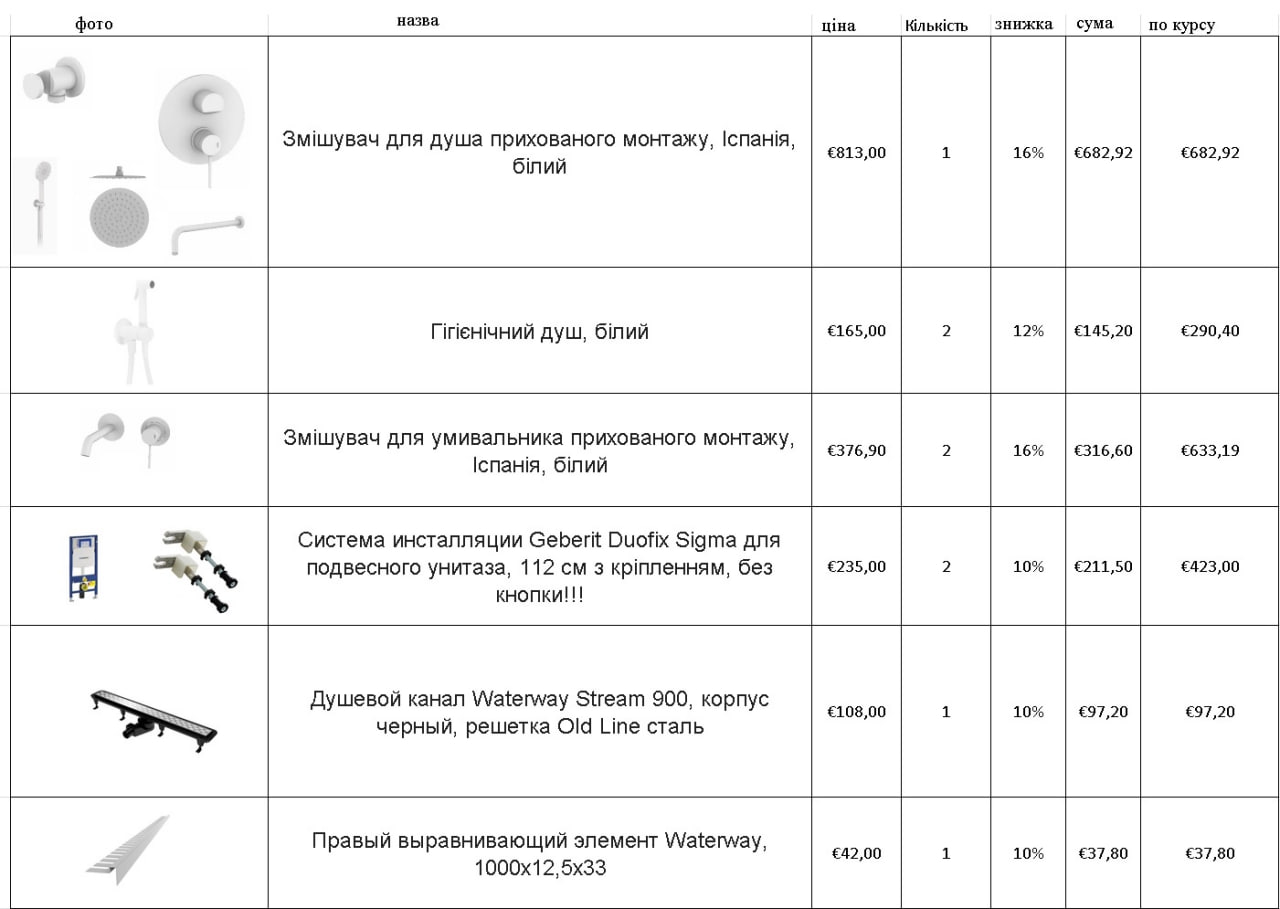 фото назва ціна Кількість знижка сума по курсу
Змішувач для душа прихованого монтажу, Іспанія,
білий
€813,00 1 16% €682,92 €682,92
Гігієнічний душ, білий
€165,00 2 12% €145,20 €290,40
Змішувач для умивальника прихованого монтажу,
Іспанія, білий
€376,90 2 16% €316,60 €633,19
Система инсталляции Geberit Duofix Sigma для
подвесного унитаза, 112 см з кріпленням, без
кнопки!!!
€235,00 2 10% €211,50 €423,00
Душевой канал Waterway Stream 900, корпус
черный, решетка Old Line сталь
€108,00 1 10% €97,20 €97,20
Правый выравнивающий элемент Waterway,
1000x12,5x33
€42,00 1 10% €37,80 €37,80